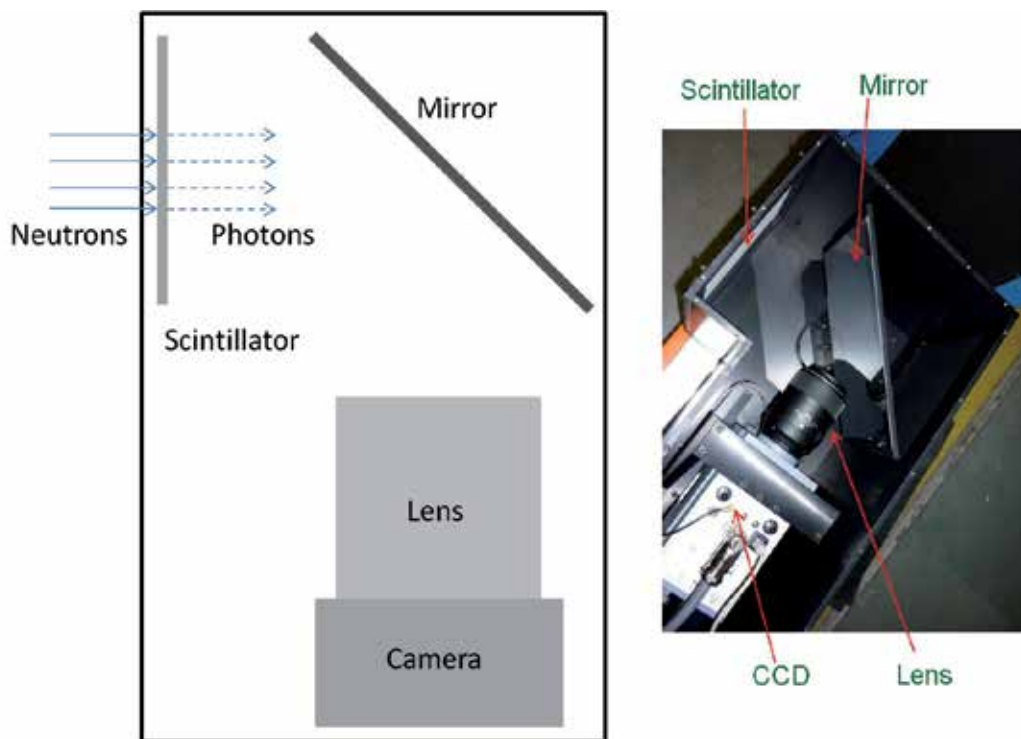 Mirror
Neutrons
Photons
Scintillator
Lens
Camera
Scintillator
Mirror
CCD
Lens